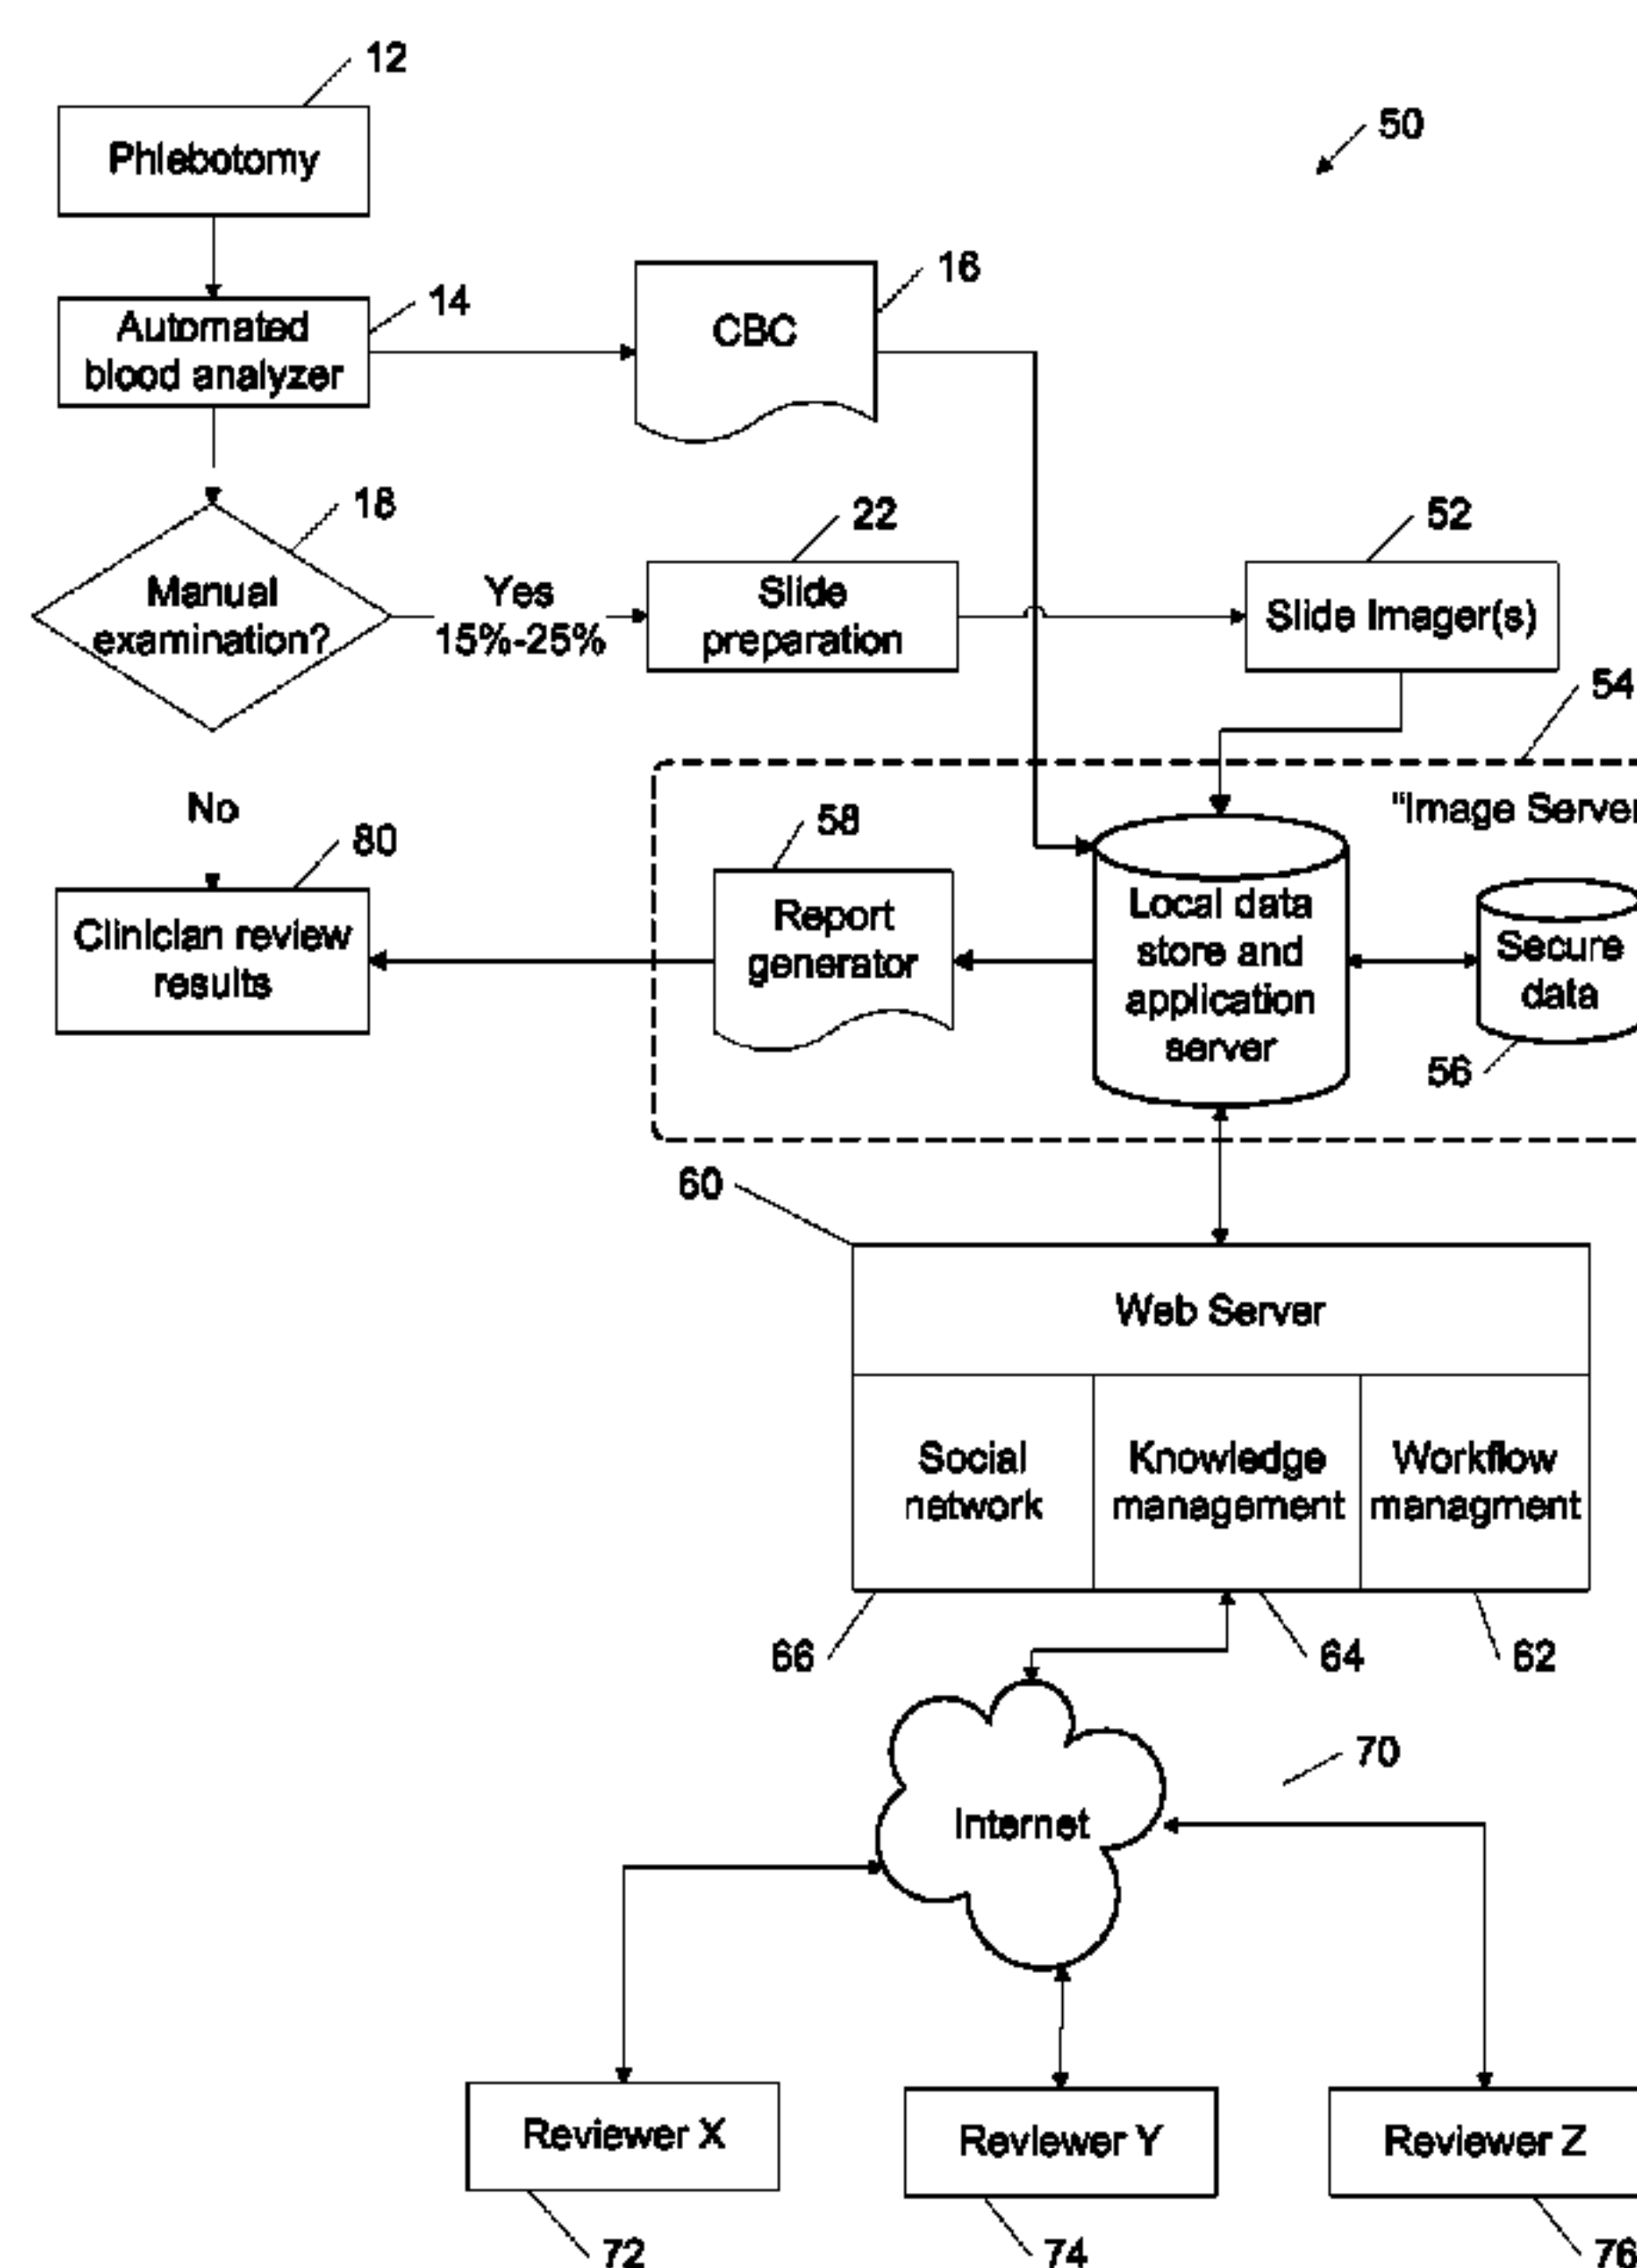 12
50
Phlebotomy
16
14
Automated
blood analyzer
CBC
18
22
52
Manual
examination?
Yes
15%-25%
Slide
preparation
Slide Imager(s)
54
No
"Image Server
58
80
Report
generator
Local data
store and
application
server
Secure
data
Clinician review
results
56
60
Web Server
Social
network
Knowledge
management
Workflow
managment
66
64
62
70
Internet
Reviewer X
Reviewer Y
Reviewer Z
72
74
76